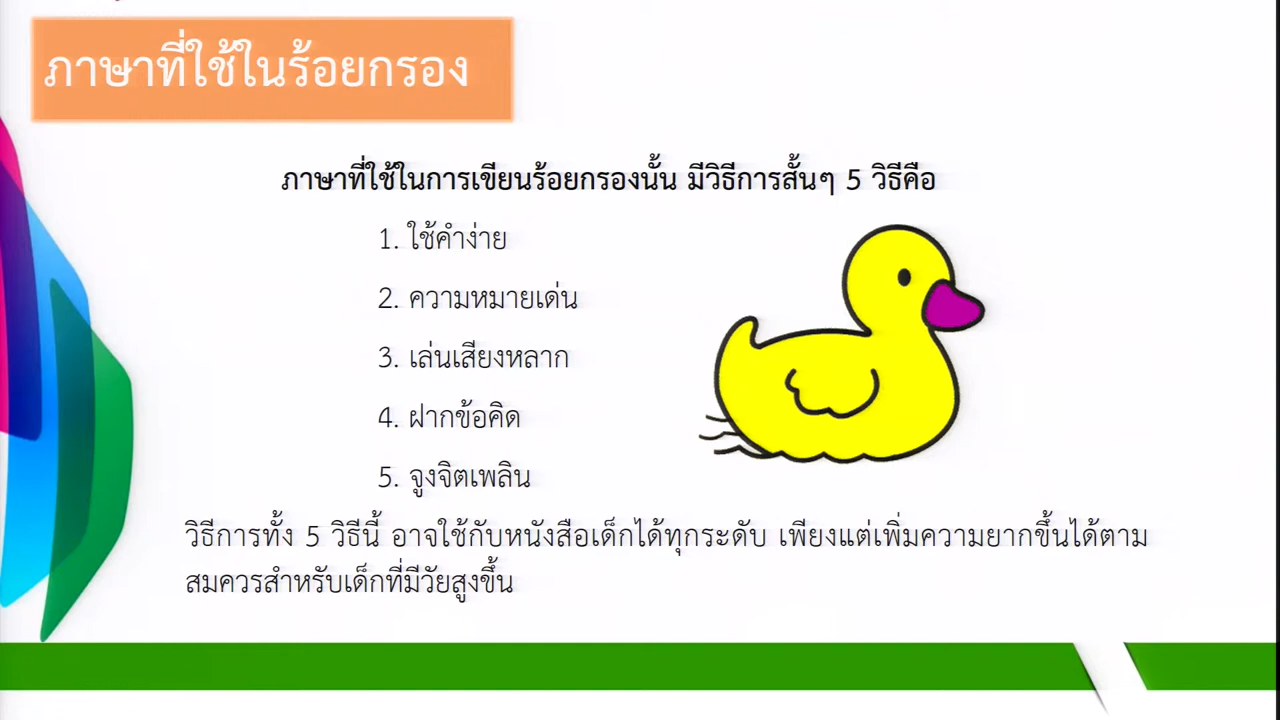 ภาษาที่ใช้ในร้อยกรอง
ภาษาที่ใช้ในการเขียนร้อยกรองนั้น มีวิธีการสั้นๆ 5 วิธีคือ
1. ใช้คำง่าย
2. ความหมายเด่น
3. เล่นเสียงหลาก
4. ฝากข้อคิด
5. จูงจิตเพลิน
วิธีการทั้ง 5 วิธีนี้ อาจใช้กับหนังสือเด็กได้ทุกระดับ เพียงแต่เพิ่มความยากขึ้นได้ตาม
สมควรสำหรับเด็กที่มีวัยสูงขึ้น